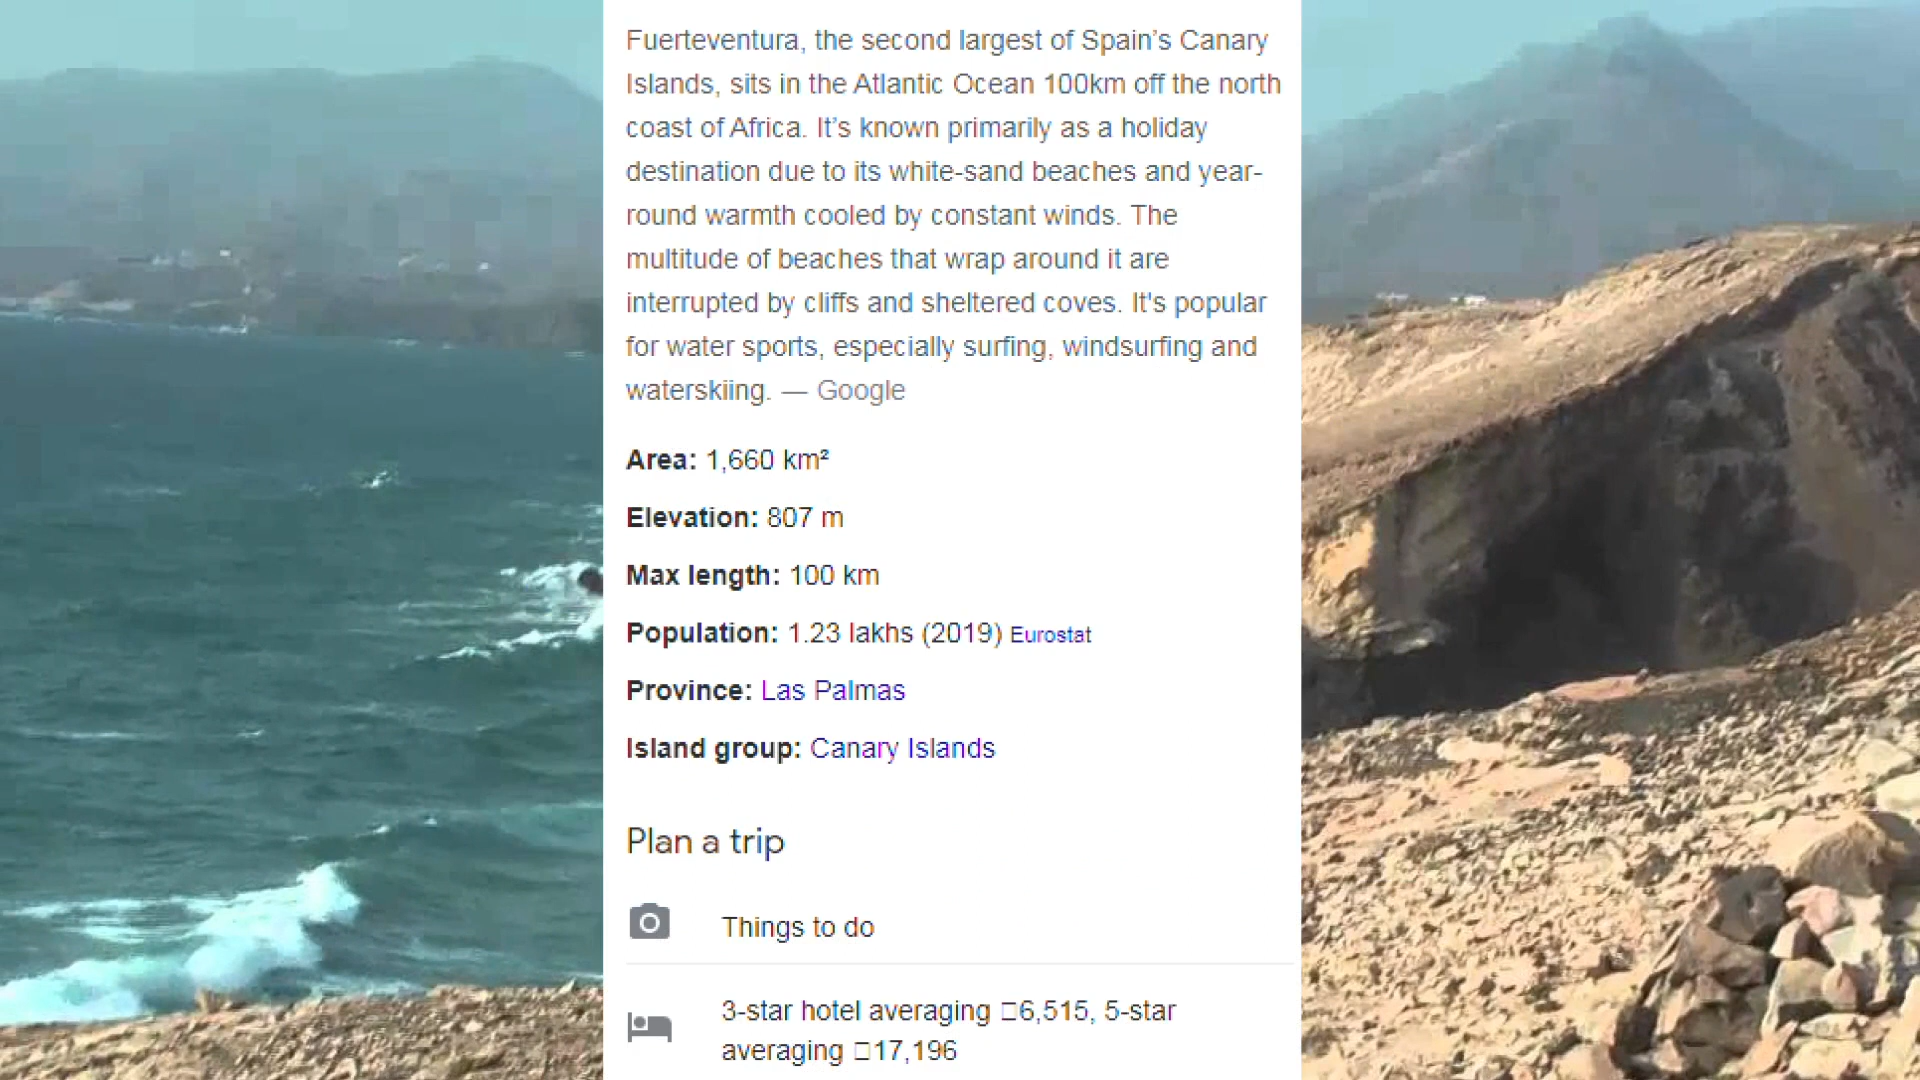 Fuerteventura, the second largest of Spain’s Canary
Islands, sits in the Atlantic Ocean 100km off the north
coast of Africa. It’s known primarily as a holiday
destination due to its white-sand beaches and year-
round warmth cooled by constant winds. The
multitude of beaches that wrap around it are
interrupted by cliffs and sheltered coves. It's popular
for water sports, especially surfing, windsurfing and
waterskiing. — Google
Area: 1,660 km²
Elevation: 807 m
Max length: 100 km
Population: 1.23 lakhs (2019) Eurostat
Province: Las Palmas
Island group: Canary Islands
Plan a trip
Things to do
3-star hotel averaging □6,515, 5-star
averaging □17,196